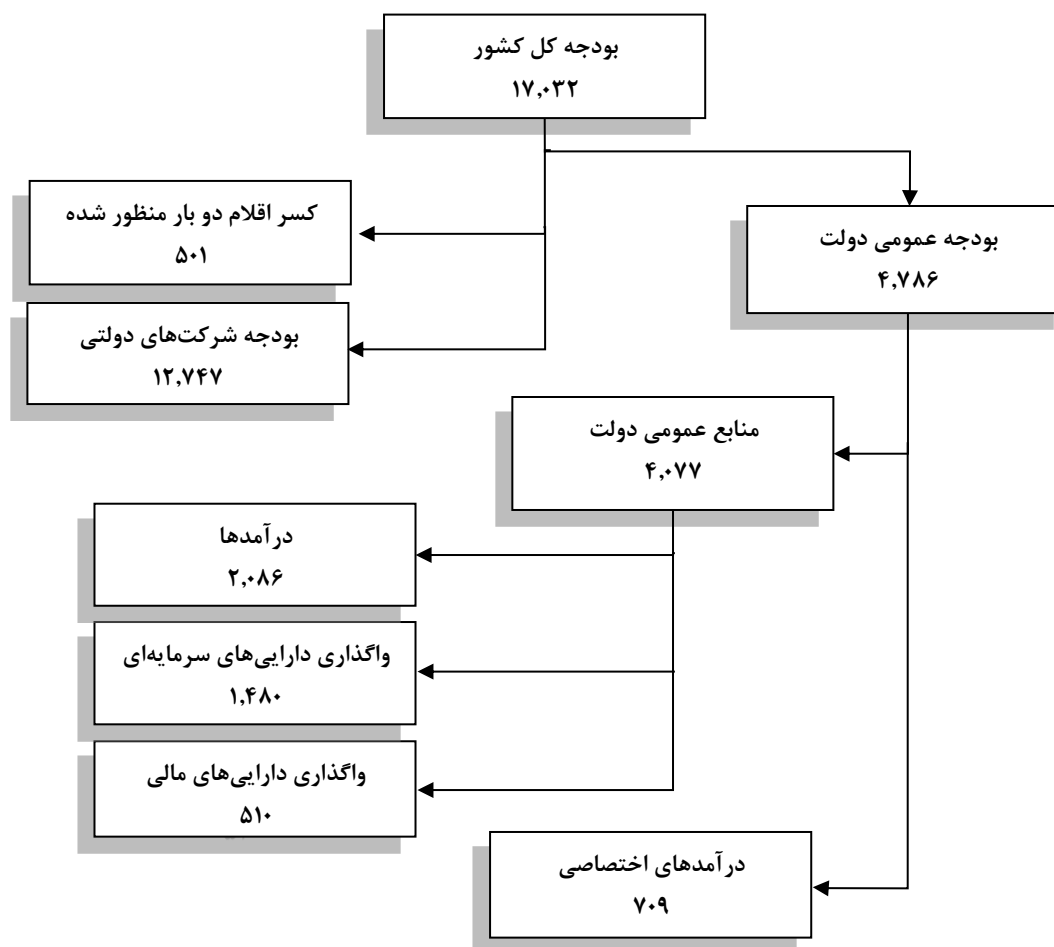 بودجه کل کشور
۱۷,۰۳۲
کسر اقلام دو بار منظور شده
۵۰۱
بودجه عمومی دولت
۴,۷۸۶
بودجه شرکت‌های دولتی
۱۲,۷۴۷
منابع عمومی دولت
۴,۰۷۷
درآمدها
۲,۰۸۶
واگذاری دارایی‌های سرمایه‌ای
۱,۴۸۰
واگذاری دارایی‌های مالی
۵۱۰
درآمدهای اختصاصی
۷۰۹